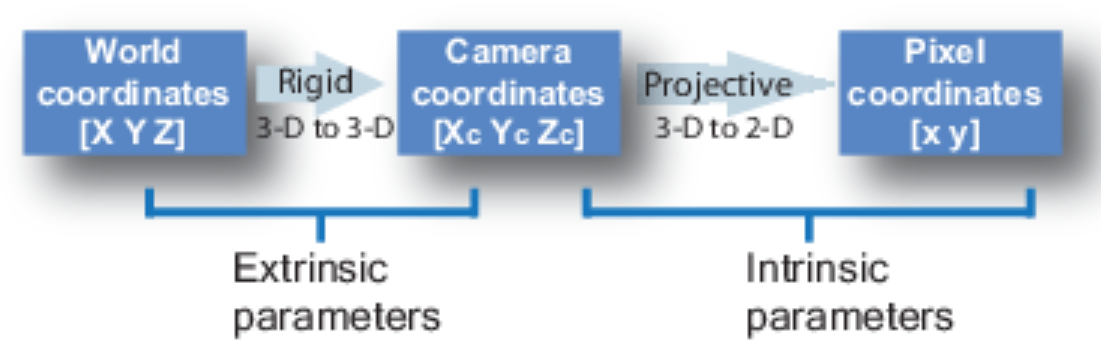 World
coordinates
[X Y Z]
Rigid
3-D to 3-D
Camera
coordinates
[Xc Yc Zc]
Projective
3-D to 2-D
Pixel
coordinates
[x y]
Extrinsic
parameters
Intrinsic
parameters